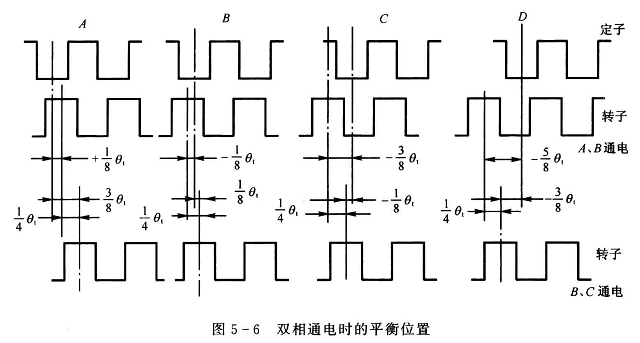 A B C D
定子
转子
A、B通电
+1/8 θt -1/8 θt -3/8 θt -5/8 θt
3/8 θt 1/8 θt -1/8 θt -3/8 θt
1/4 θt 1/4 θt 1/4 θt 1/4 θt
转子
B、C通电
图 5-6 双相通电时的平衡位置